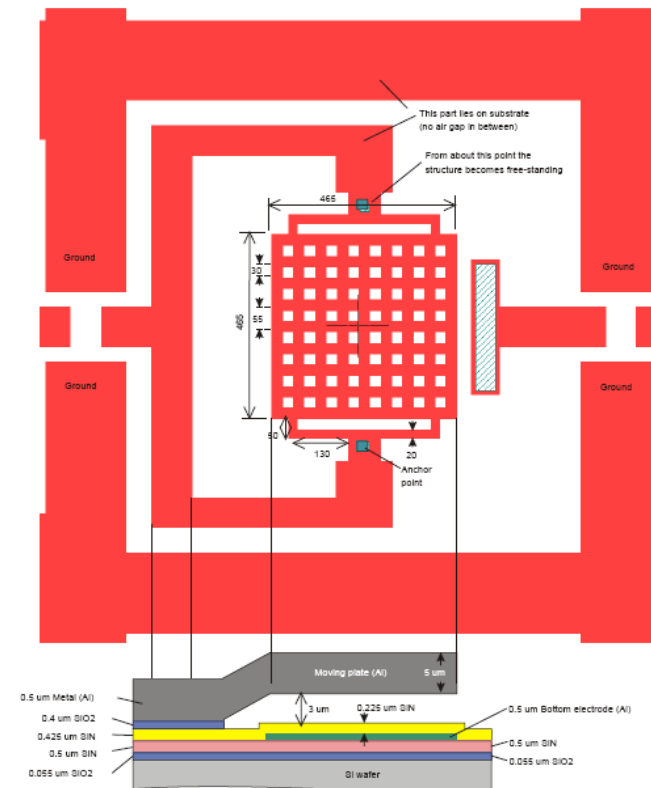 This part lies on substrate
(no air gap in between)
From about this point the
structure becomes free-standing
465
Ground
Ground
30
55
465
Ground
Ground
90
130
20
Anchor
point
Moving plate (Al)
5 um
0.5 um Metal (Al)
3 um
0.225 um SIN
0.5 um Bottom electrode (Al)
0.4 um SIO2
0.425 um SIN
0.5 um SIN
0.5 um SIN
0.055 um SIO2
0.055 um SIO2
SI wafer